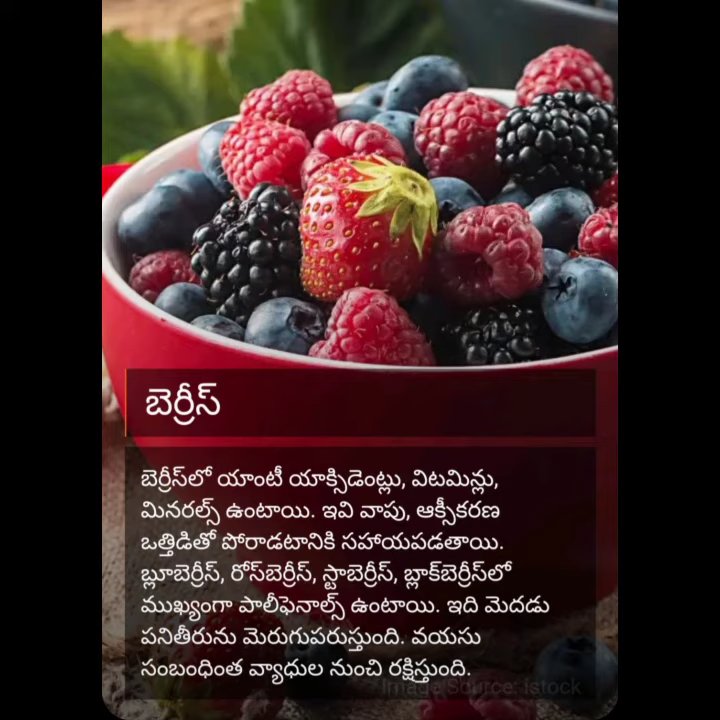 బెర్రీస్
బెర్రీస్‌లో యాంటీ యాక్సిడెంట్లు, విటమిన్లు,
మినరల్స్ ఉంటాయి. ఇవి వాపు, ఆక్సీకరణ
ఒత్తిడితో పోరాడటానికి సహాయపడతాయి.
బ్లూబెర్రీస్, రోస్‌బెర్రీస్, స్టాబెర్రీస్, బ్లాక్‌బెర్రీస్‌లో
ముఖ్యంగా పాలీఫెనాల్స్ ఉంటాయి. ఇది మెదడు
పనితీరును మెరుగుపరుస్తుంది. వయసు
సంబంధింత వ్యాధుల నుంచి రక్షిస్తుంది.
Image Source: istock